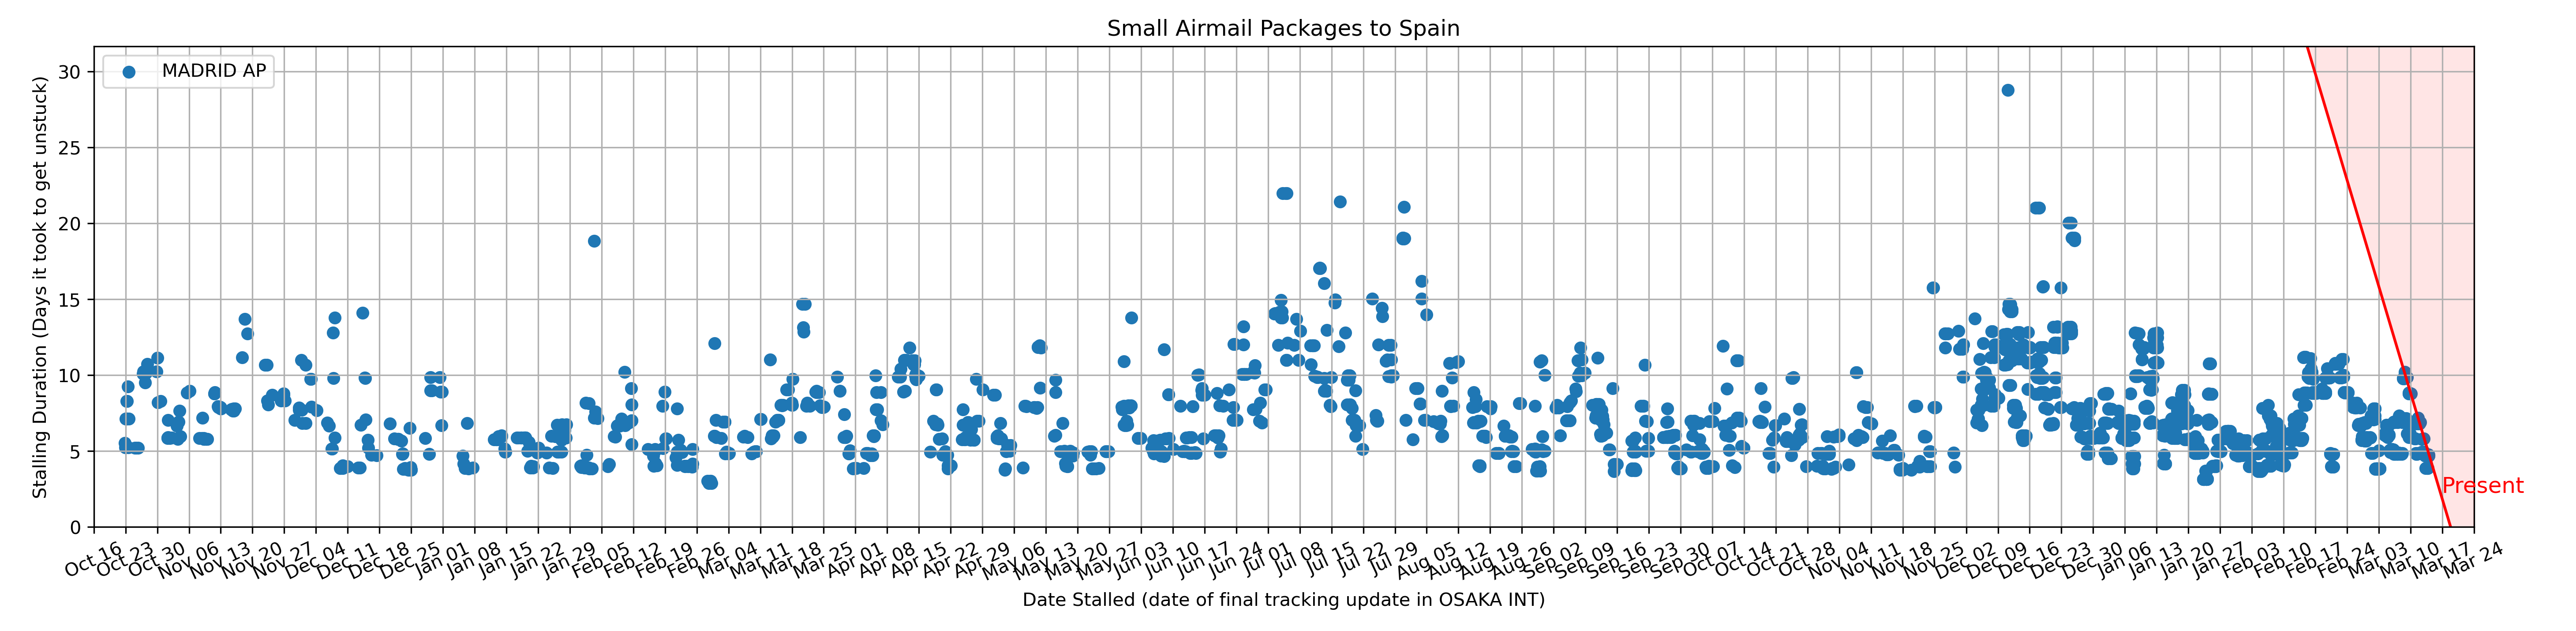 Small Airmail Packages to Spain
MADRID AP
Stalling Duration (Days it took to get unstuck)
30
25
20
15
10
5
0
Present
Oct 16
Oct 23
Oct 30
Nov 06
Nov 13
Nov 20
Nov 27
Dec 04
Dec 11
Dec 18
Dec 25
Jan 01
Jan 08
Jan 15
Jan 22
Jan 29
Feb 05
Feb 12
Feb 19
Feb 26
Mar 04
Mar 11
Mar 18
Mar 25
Apr 01
Apr 08
Apr 15
Apr 22
Apr 29
May 06
May 13
May 20
May 27
Jun 03
Jun 10
Jun 17
Jun 24
Jul 01
Jul 08
Jul 15
Jul 22
Jul 29
Aug 05
Aug 12
Aug 19
Aug 26
Sep 02
Sep 09
Sep 16
Sep 23
Sep 30
Oct 07
Oct 14
Oct 21
Oct 28
Nov 04
Nov 11
Nov 18
Nov 25
Dec 02
Dec 09
Dec 16
Dec 23
Dec 30
Jan 06
Jan 13
Jan 20
Jan 27
Feb 03
Feb 10
Feb 17
Feb 24
Mar 03
Mar 10
Mar 17
Mar 24
Date Stalled (date of final tracking update in OSAKA INT)